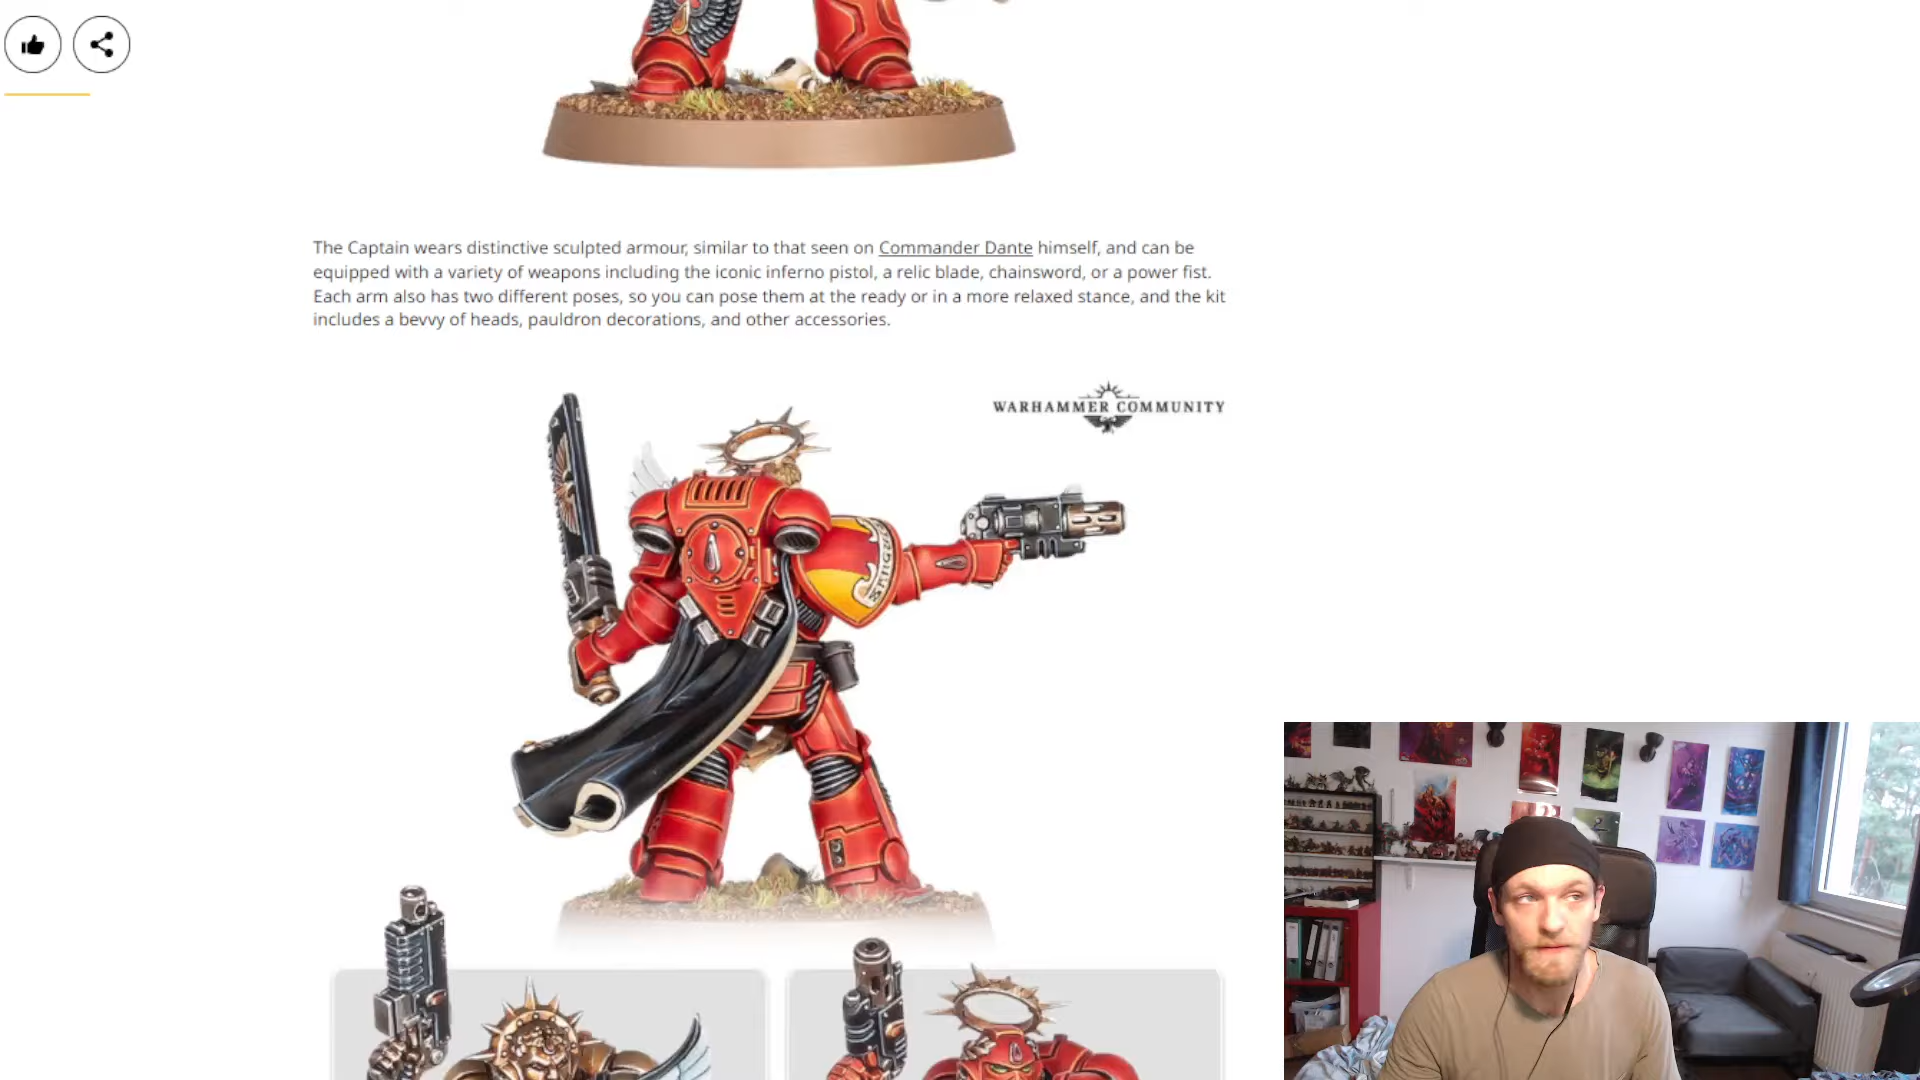 The Captain wears distinctive sculpted armour, similar to that seen on Commander Dante himself, and can be
equipped with a variety of weapons including the iconic inferno pistol, a relic blade, chainsword, or a power fist.
Each arm also has two different poses, so you can pose them at the ready or in a more relaxed stance, and the kit
includes a bevvy of heads, pauldron decorations, and other accessories.
WARHAMMER COMMUNITY